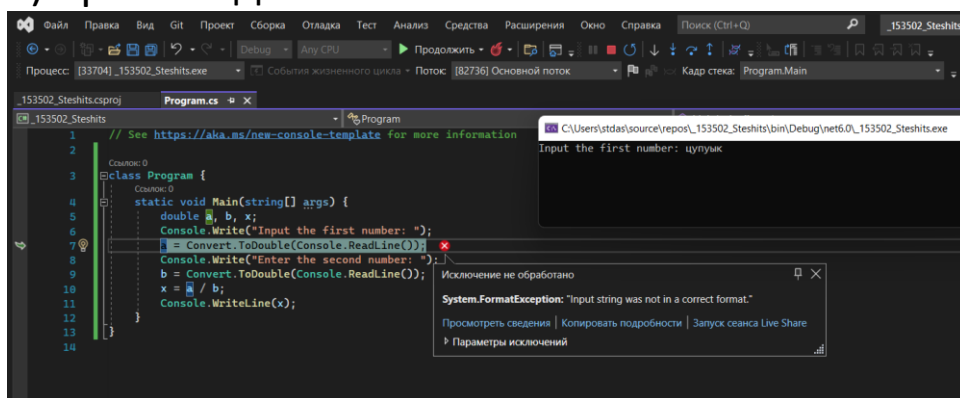 Файл Правка Вид Git Проект Сборка Отладка Тест Анализ Средства Расширения Окно Справка Поиск (Ctrl+Q) _153502_Steshits
Debug Any CPU Продолжить
Процесс: [33704] _153502_Steshits.exe События жизненного цикла Поток: [82736] Основной поток Кадр стека: Program.Main
_153502_Steshits.csproj Program.cs
_153502_Steshits Program
C:\Users\stdas\source\repos\_153502_Steshits\bin\Debug\net6.0\_153502_Steshits.exe
Input the first number: цупуык
1 // See https://aka.ms/new-console-template for more information
2
Ссылок: 0
3 class Program {
Ссылок: 0
4 static void Main(string[] args) {
5 double a, b, x;
6 Console.Write("Input the first number: ");
7 a = Convert.ToDouble(Console.ReadLine());
8 Console.Write("Enter the second number: ");
9 b = Convert.ToDouble(Console.ReadLine());
10 x = a / b;
11 Console.WriteLine(x);
12 }
13 }
14
Исключение не обработано
System.FormatException: "Input string was not in a correct format."
Просмотреть сведения | Копировать подробности | Запуск сеанса Live Share
Параметры исключений